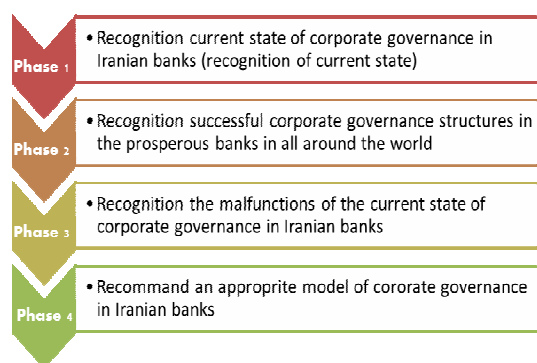 Phase 1
• Recognition current state of corporate governance in
Iranian banks (recognition of current state)
Phase 2
• Recognition successful corporate governance structures in
the prosperous banks in all around the world
Phase 3
• Recognition the malfunctions of the current state of
corporate governance in Iranian banks
Phase 4
• Recommand an approprite model of cororate governance
in Iranian banks